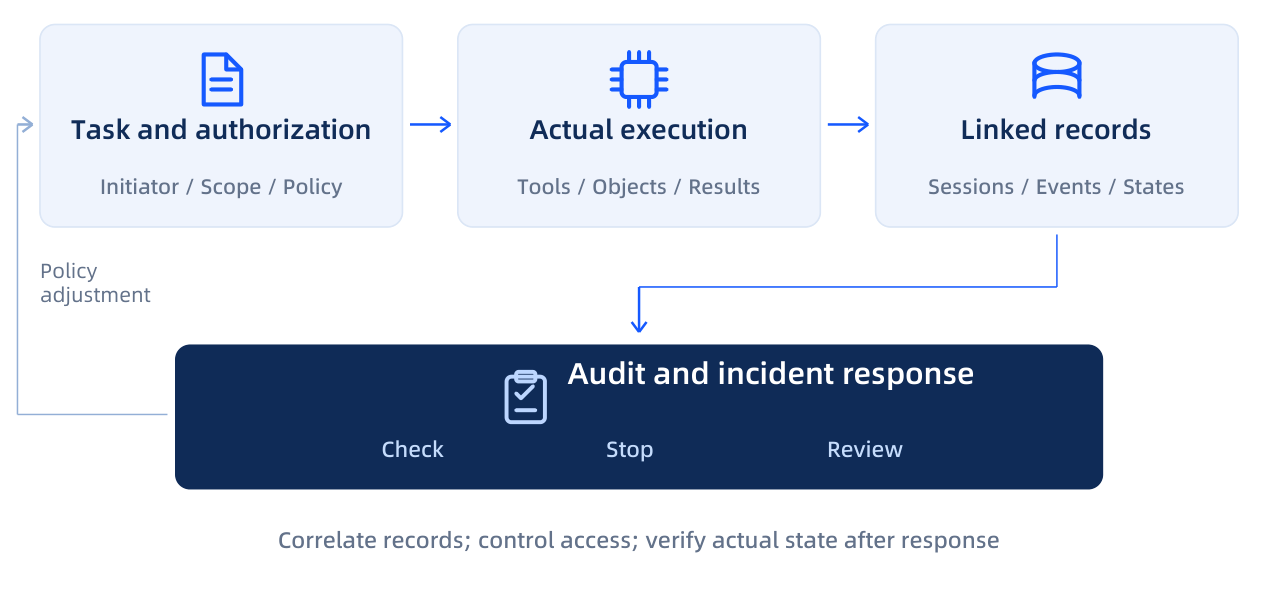 Task and authorization
Initiator / Scope / Policy
Actual execution
Tools / Objects / Results
Linked records
Sessions / Events / States
Policy
adjustment
Audit and incident response
Check
Stop
Review
Correlate records; control access; verify actual state after response